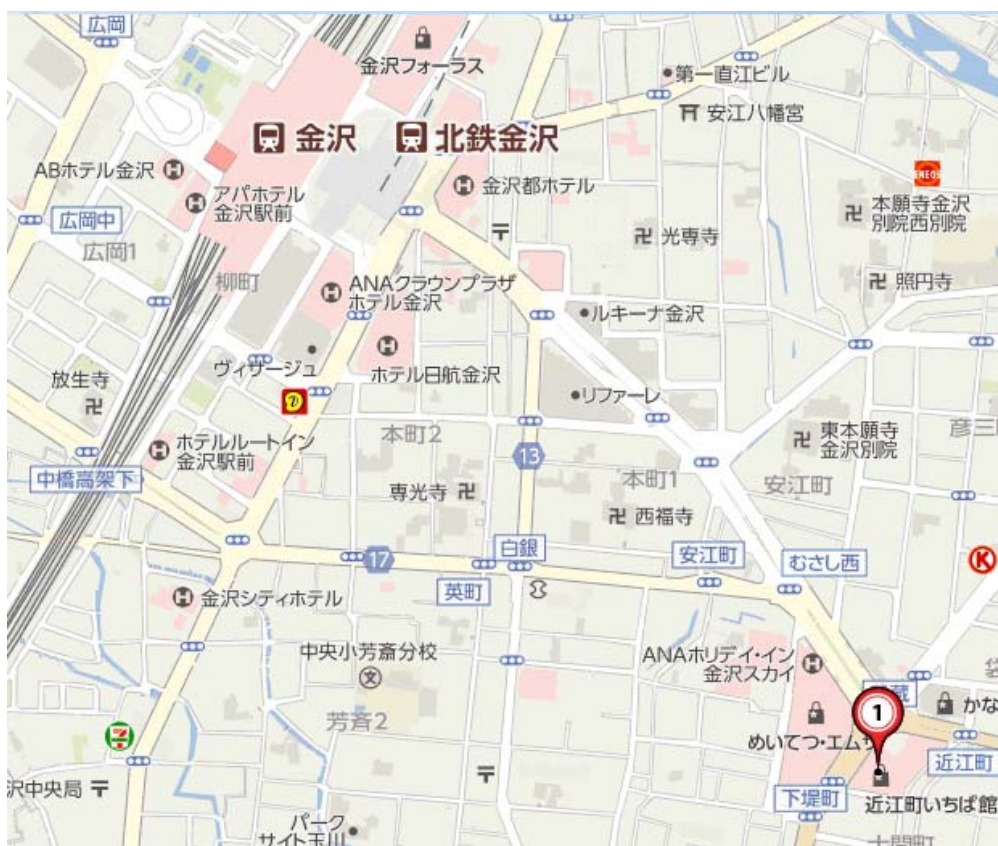 広岡
金沢フォーラス
第一直江ビル
安江八幡宮
金沢
北鉄金沢
ABホテル金沢
アパホテル
金沢駅前
金沢都ホテル
ENEOS
本願寺金沢
別院西別院
広岡中
広岡1
光専寺
照円寺
柳町
ANAクラウンプラザ
ホテル金沢
ルキーナ金沢
ヴィサージュ
ホテル日航金沢
放生寺
リファーレ
本町2
ホテルルートイン
金沢駅前
東本願寺
金沢別院
彦三
13
中橋高架下
専光寺
本町1
安江町
西福寺
白銀
17
安江町
むさし西
K
英町
金沢シティホテル
中央小芳斎分校
文
ANAホリデイ・イン
金沢スカイ
芳斉2
蔵
1
かな
めいてつ・エムザ
近江町
7
沢中央局
下堤町
近江町いちば館
パーク
サイト玉川
十間町